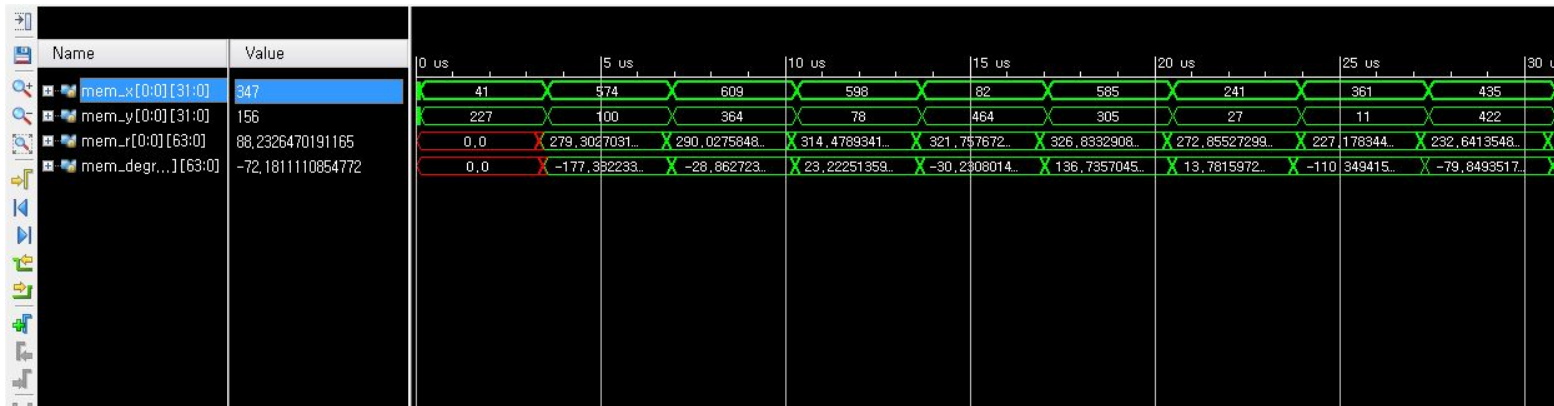 Name Value
0 us 5 us 10 us 15 us 20 us 25 us 30 u
mem_x[0:0][31:0] 347 41 574 609 598 82 585 241 361 435
mem_y[0:0][31:0] 156 227 100 364 78 464 305 27 11 422
mem_r[0:0][63:0] 88,2326470191165 0,0 279,3027031... 290,0275848... 314,4789341... 321,757672... 326,8332908... 272,85527299... 227,178344... 232,6413548...
mem_degr...][63:0] -72,1811110854772 0,0 -177,332233... -28,862723... 23,22251359... -30,2308014... 136,7357045... 13,7815972... -110,349415... -79,8493517...